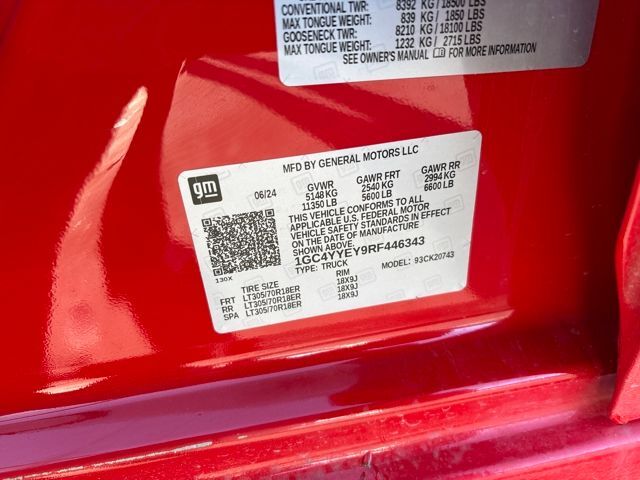 CONVENTIONAL TWR: 8392 KG/18500 LBS
MAX TONGUE WEIGHT: 839 KG/ 1850 LBS
GOOSENECK TWR: 8210 KG/18100 LBS
MAX TONGUE WEIGHT: 1232 KG/ 2715 LBS
SEE OWNER'S MANUAL FOR MORE INFORMATION
gm
MFD BY GENERAL MOTORS LLC
06/24 GVWR GAWR FRT GAWR RR
5148 KG 2540 KG 2994 KG
11350 LB 5600 LB 6600 LB
THIS VEHICLE CONFORMS TO ALL
APPLICABLE U.S. FEDERAL MOTOR
VEHICLE SAFETY STANDARDS IN
EFFECT ON THE DATE OF MANUFACTURE
SHOWN ABOVE.
1GC4YYEY9RF446343
130X TYPE: TRUCK MODEL: 93CK20743
TIRE SIZE RIM
FRT LT305/70R18ER 18X9J
RR LT305/70R18ER 18X9J
SPA LT305/70R18ER 18X9J